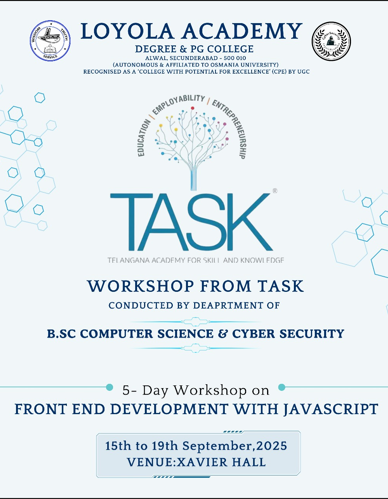 LOYOLA ACADEMY
DEGREE & PG COLLEGE
ALWAL, SECUNDERABAD - 500 010
(AUTONOMOUS & AFFILIATED TO OSMANIA UNIVERSITY)
RECOGNISED AS A 'COLLEGE WITH POTENTIAL FOR EXCELLENCE' (CPE) BY UGC
EDUCATION | EMPLOYABILITY | ENTREPRENEURSHIP
TASK®
TELANGANA ACADEMY FOR SKILL AND KNOWLEDGE
WORKSHOP FROM TASK
CONDUCTED BY DEAPRTMENT OF
B.SC COMPUTER SCIENCE & CYBER SECURITY
5- Day Workshop on
FRONT END DEVELOPMENT WITH JAVASCRIPT
15th to 19th September,2025
VENUE:XAVIER HALL